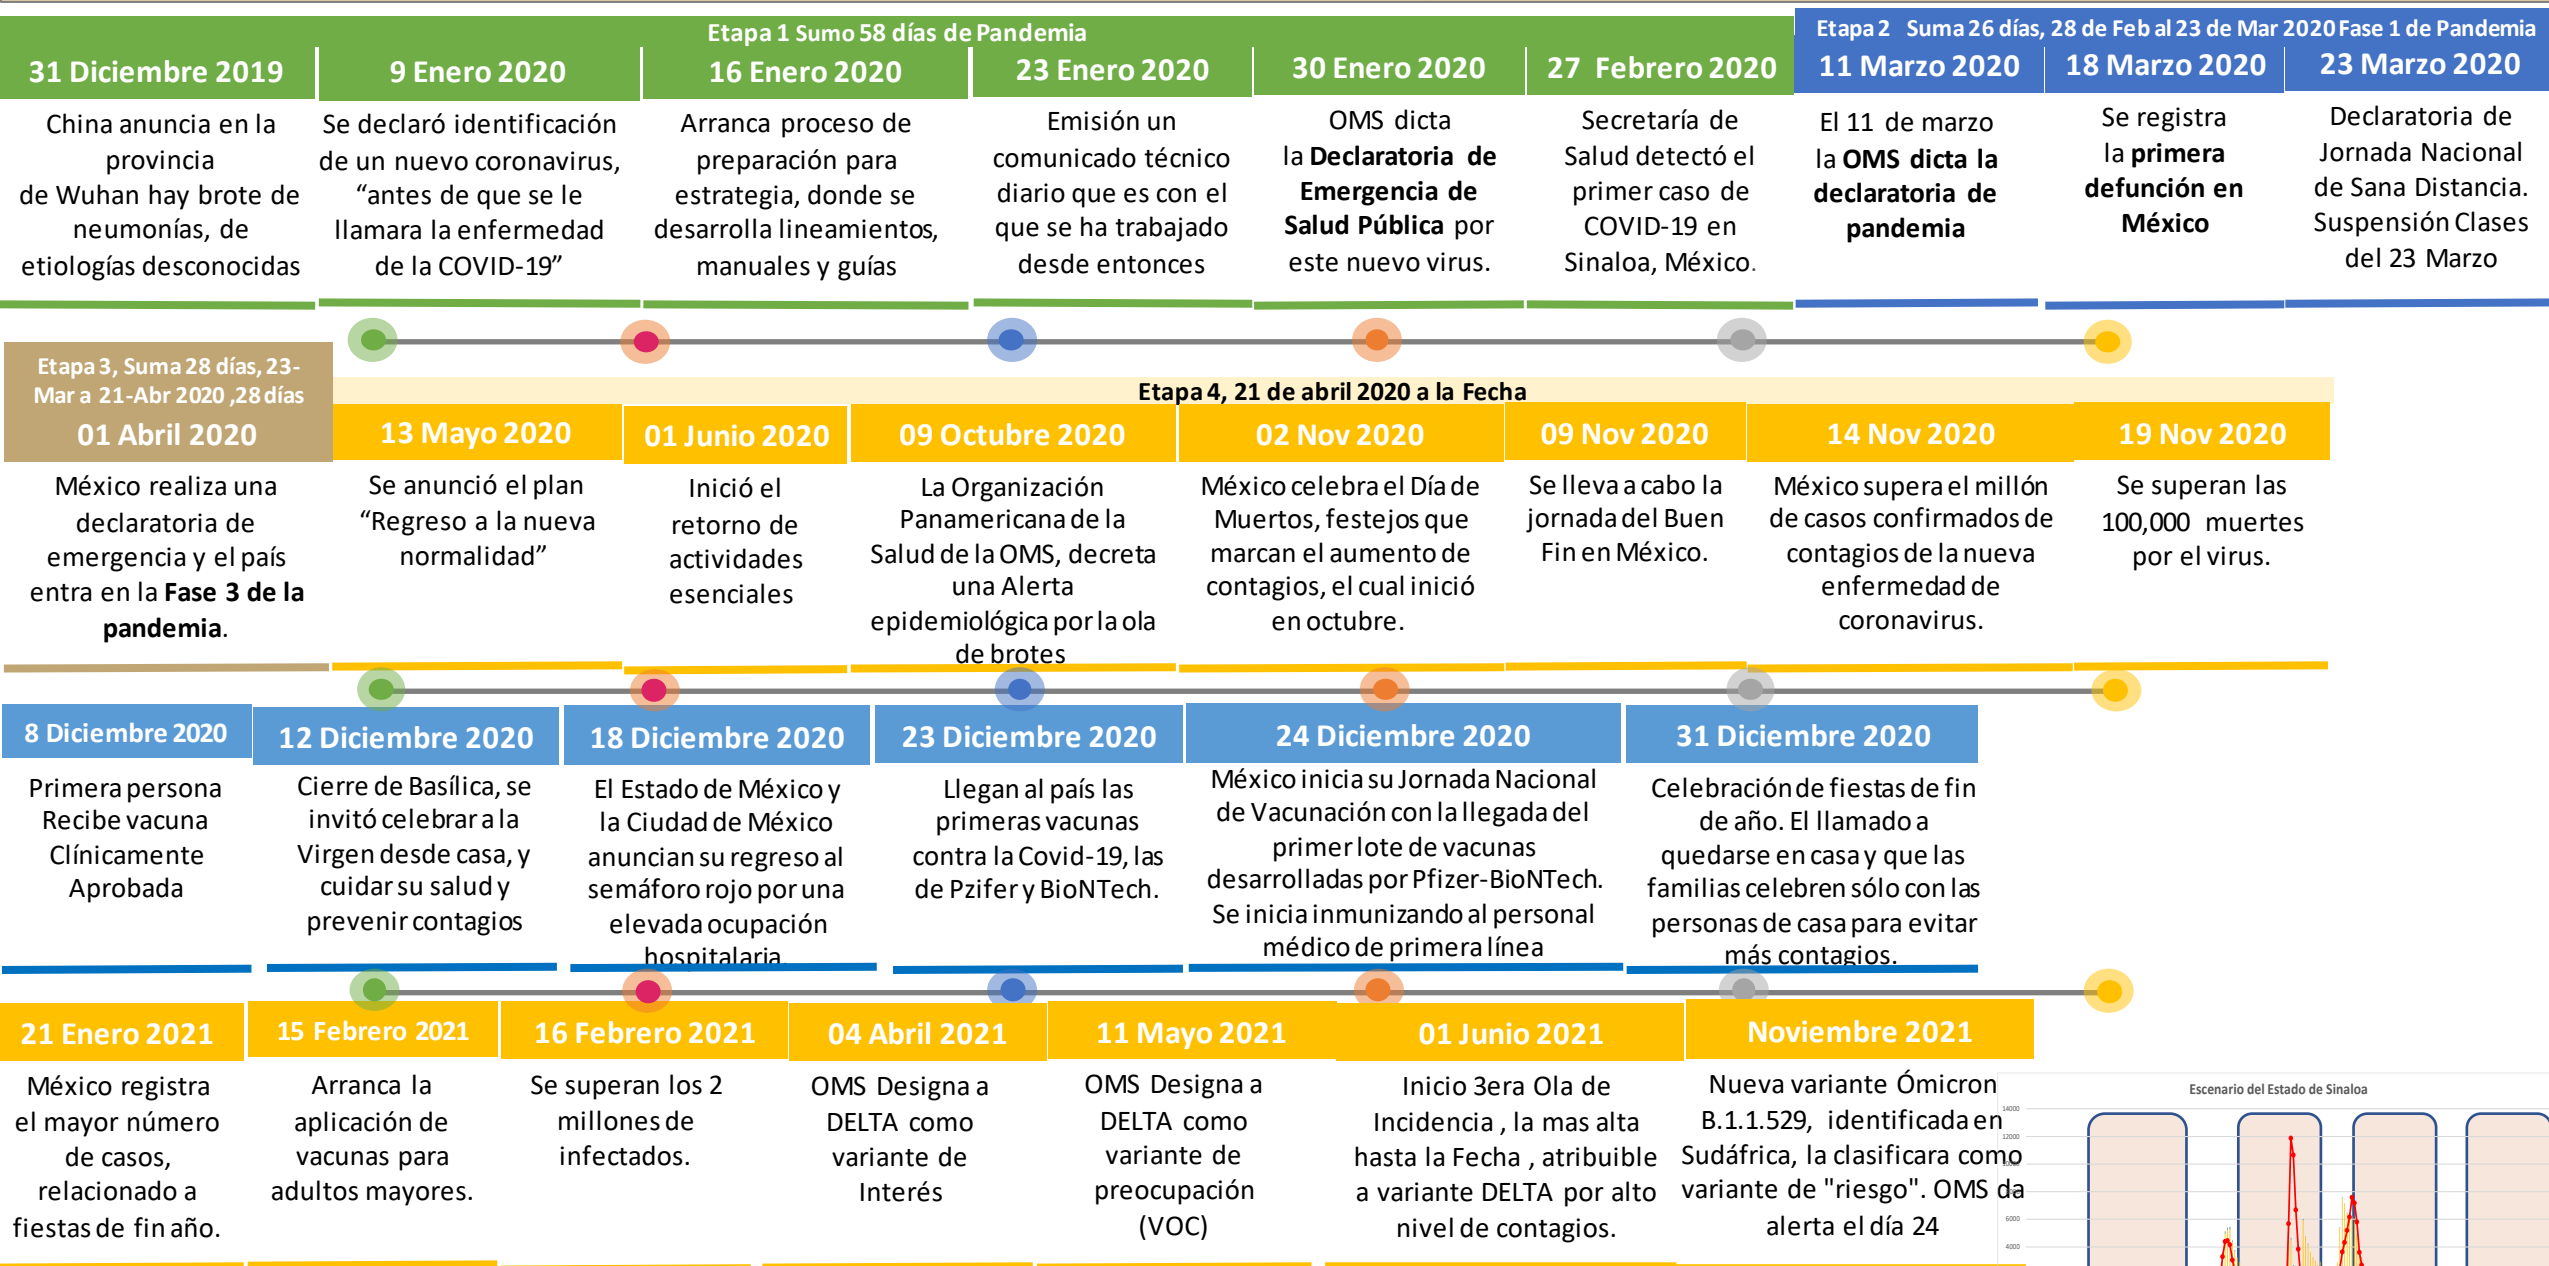 Etapa 1 Sumo 58 días de Pandemia
Etapa 2 Suma 26 días, 28 de Feb al 23 de Mar 2020 Fase 1 de Pandemia
31 Diciembre 2019
China anuncia en la
provincia
de Wuhan hay brote de
neumonías, de
etiologías desconocidas
9 Enero 2020
Se declaró identificación
de un nuevo coronavirus,
“antes de que se le
llamara la enfermedad
de la COVID-19”
16 Enero 2020
Arranca proceso de
preparación para
estrategia, donde se
desarrolla lineamientos,
manuales y guías
23 Enero 2020
Emisión un
comunicado técnico
diario que es con el
que se ha trabajado
desde entonces
30 Enero 2020
OMS dicta
la Declaratoria de
Emergencia de
Salud Pública por
este nuevo virus.
27 Febrero 2020
Secretaría de
Salud detectó el
primer caso de
COVID-19 en
Sinaloa, México.
11 Marzo 2020
El 11 de marzo
la OMS dicta la
declaratoria de
pandemia
18 Marzo 2020
Se registra
la primera
defunción en
México
23 Marzo 2020
Declaratoria de
Jornada Nacional
de Sana Distancia.
Suspensión Clases
del 23 Marzo
Etapa 3, Suma 28 días, 23-
Mar a 21-Abr 2020 ,28 días
01 Abril 2020
México realiza una
declaratoria de
emergencia y el país
entra en la Fase 3 de la
pandemia.
Etapa 4, 21 de abril 2020 a la Fecha
13 Mayo 2020
Se anunció el plan
“Regreso a la nueva
normalidad”
01 Junio 2020
Inició el
retorno de
actividades
esenciales
09 Octubre 2020
La Organización
Panamericana de la
Salud de la OMS, decreta
una Alerta
epidemiológica por la ola
de brotes
02 Nov 2020
México celebra el Día de
Muertos, festejos que
marcan el aumento de
contagios, el cual inició
en octubre.
09 Nov 2020
Se lleva a cabo la
jornada del Buen
Fin en México.
14 Nov 2020
México supera el millón
de casos confirmados de
contagios de la nueva
enfermedad de
coronavirus.
19 Nov 2020
Se superan las
100,000 muertes
por el virus.
8 Diciembre 2020
Primera persona
Recibe vacuna
Clínicamente
Aprobada
12 Diciembre 2020
Cierre de Basílica, se
invitó celebrar a la
Virgen desde casa, y
cuidar su salud y
prevenir contagios
18 Diciembre 2020
El Estado de México y
la Ciudad de México
anuncian su regreso al
semáforo rojo por una
elevada ocupación
hospitalaria.
23 Diciembre 2020
Llegan al país las
primeras vacunas
contra la Covid-19, las
de Pzifer y BioNTech.
24 Diciembre 2020
México inicia su Jornada Nacional
de Vacunación con la llegada del
primer lote de vacunas
desarrolladas por Pfizer-BioNTech.
Se inicia inmunizando al personal
médico de primera línea
31 Diciembre 2020
Celebración de fiestas de fin
de año. El llamado a
quedarse en casa y que las
familias celebren sólo con las
personas de casa para evitar
más contagios.
21 Enero 2021
México registra
el mayor número
de casos,
relacionado a
fiestas de fin año.
15 Febrero 2021
Arranca la
aplicación de
vacunas para
adultos mayores.
16 Febrero 2021
Se superan los 2
millones de
infectados.
04 Abril 2021
OMS Designa a
DELTA como
variante de
Interés
11 Mayo 2021
OMS Designa a
DELTA como
variante de
preocupación
(VOC)
01 Junio 2021
Inicio 3era Ola de
Incidencia , la mas alta
hasta la Fecha , atribuible
a variante DELTA por alto
nivel de contagios.
Noviembre 2021
Nueva variante Ómicron
B.1.1.529, identificada en
Sudáfrica, la clasificara como
variante de "riesgo". OMS da
alerta el día 24
Escenario del Estado de Sinaloa
14000
12000
6000
4000